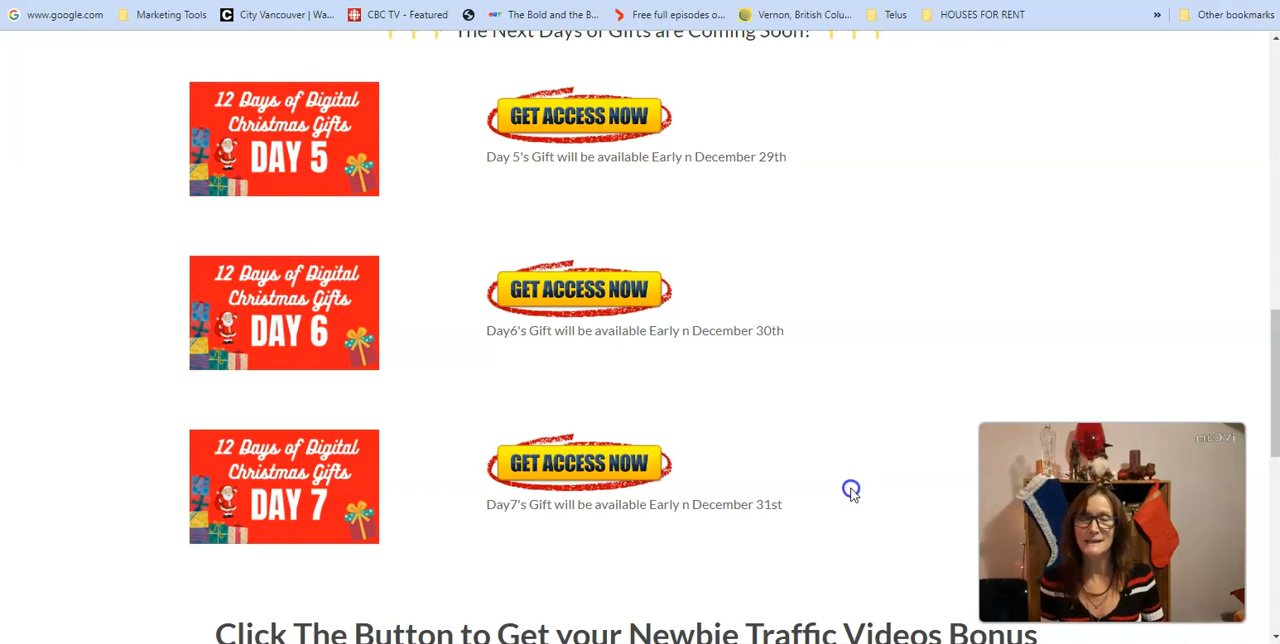 www.google.com Marketing Tools City Vancouver | Wa... CBC TV - Featured The Bold and the B... Free full episodes o... Vernon, British Colu... Telus HOUSES FOR RENT » Other bookmarks
The Next Days of Gifts are Coming Soon!
12 Days of Digital
Christmas Gifts
DAY 5
GET ACCESS NOW
Day 5's Gift will be available Early n December 29th
12 Days of Digital
Christmas Gifts
DAY 6
GET ACCESS NOW
Day6's Gift will be available Early n December 30th
12 Days of Digital
Christmas Gifts
DAY 7
GET ACCESS NOW
Day7's Gift will be available Early n December 31st
Click The Button to Get your Newbie Traffic Videos Bonus